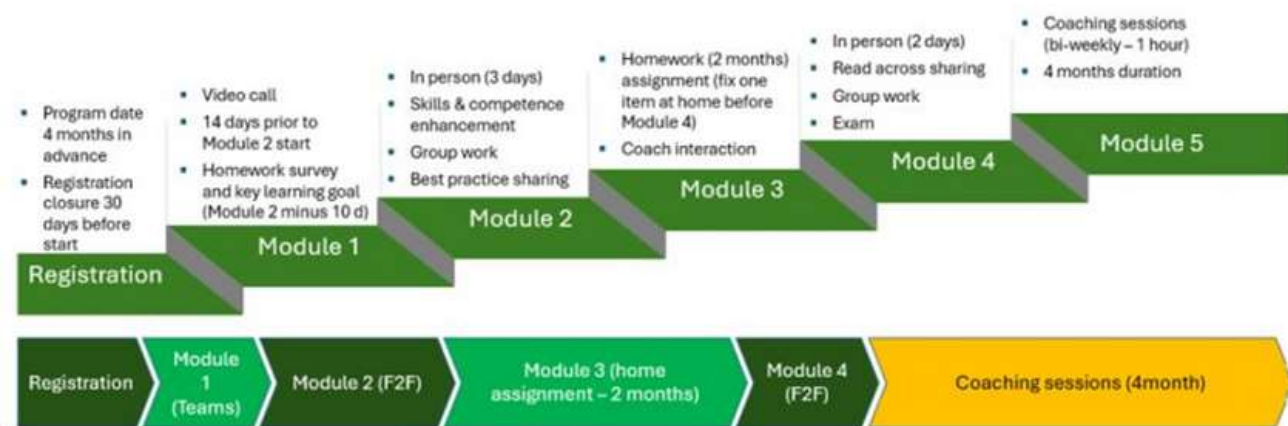 • Program date
4 months in
advance
• Registration
closure 30
days before
start
Registration
• Video call
• 14 days prior to
Module 2 start
• Homework survey
and key learning goal
(Module 2 minus 10 d)
Module 1
• In person (3 days)
• Skills & competence
enhancement
• Group work
• Best practice sharing
Module 2
• Homework (2 months)
assignment (fix one
item at home before
Module 4)
• Coach interaction
Module 3
• In person (2 days)
• Read across sharing
• Group work
• Exam
Module 4
• Coaching sessions
(bi-weekly – 1 hour)
• 4 months duration
Module 5
Registration
Module
1
(Teams)
Module 2 (F2F)
Module 3 (home
assignment – 2 months)
Module 4
(F2F)
Coaching sessions (4month)